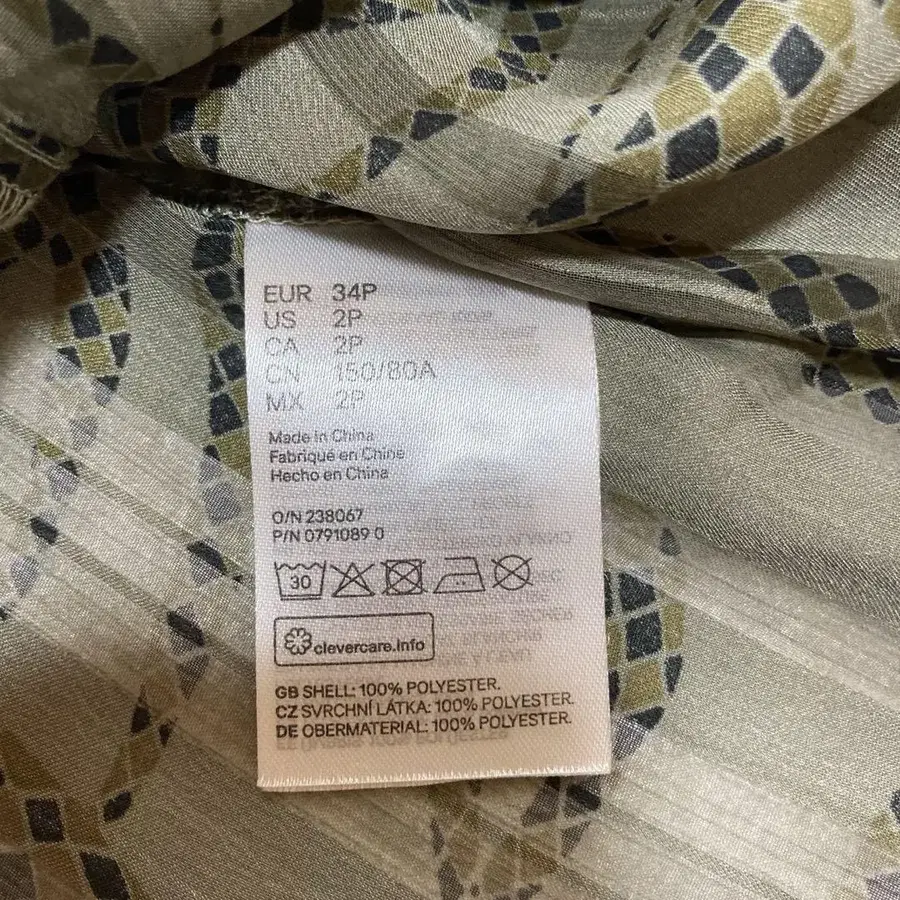 EUR 34P
US 2P
CA 2P
CN 150/80A
MX 2P
Made in China
Fabriqué en Chine
Hecho en China
O/N 238067
P/N 0791089 0
30
clevercare.info
GB SHELL: 100% POLYESTER.
CZ SVRCHNÍ LÁTKA: 100% POLYESTER.
DE OBERMATERIAL: 100% POLYESTER.